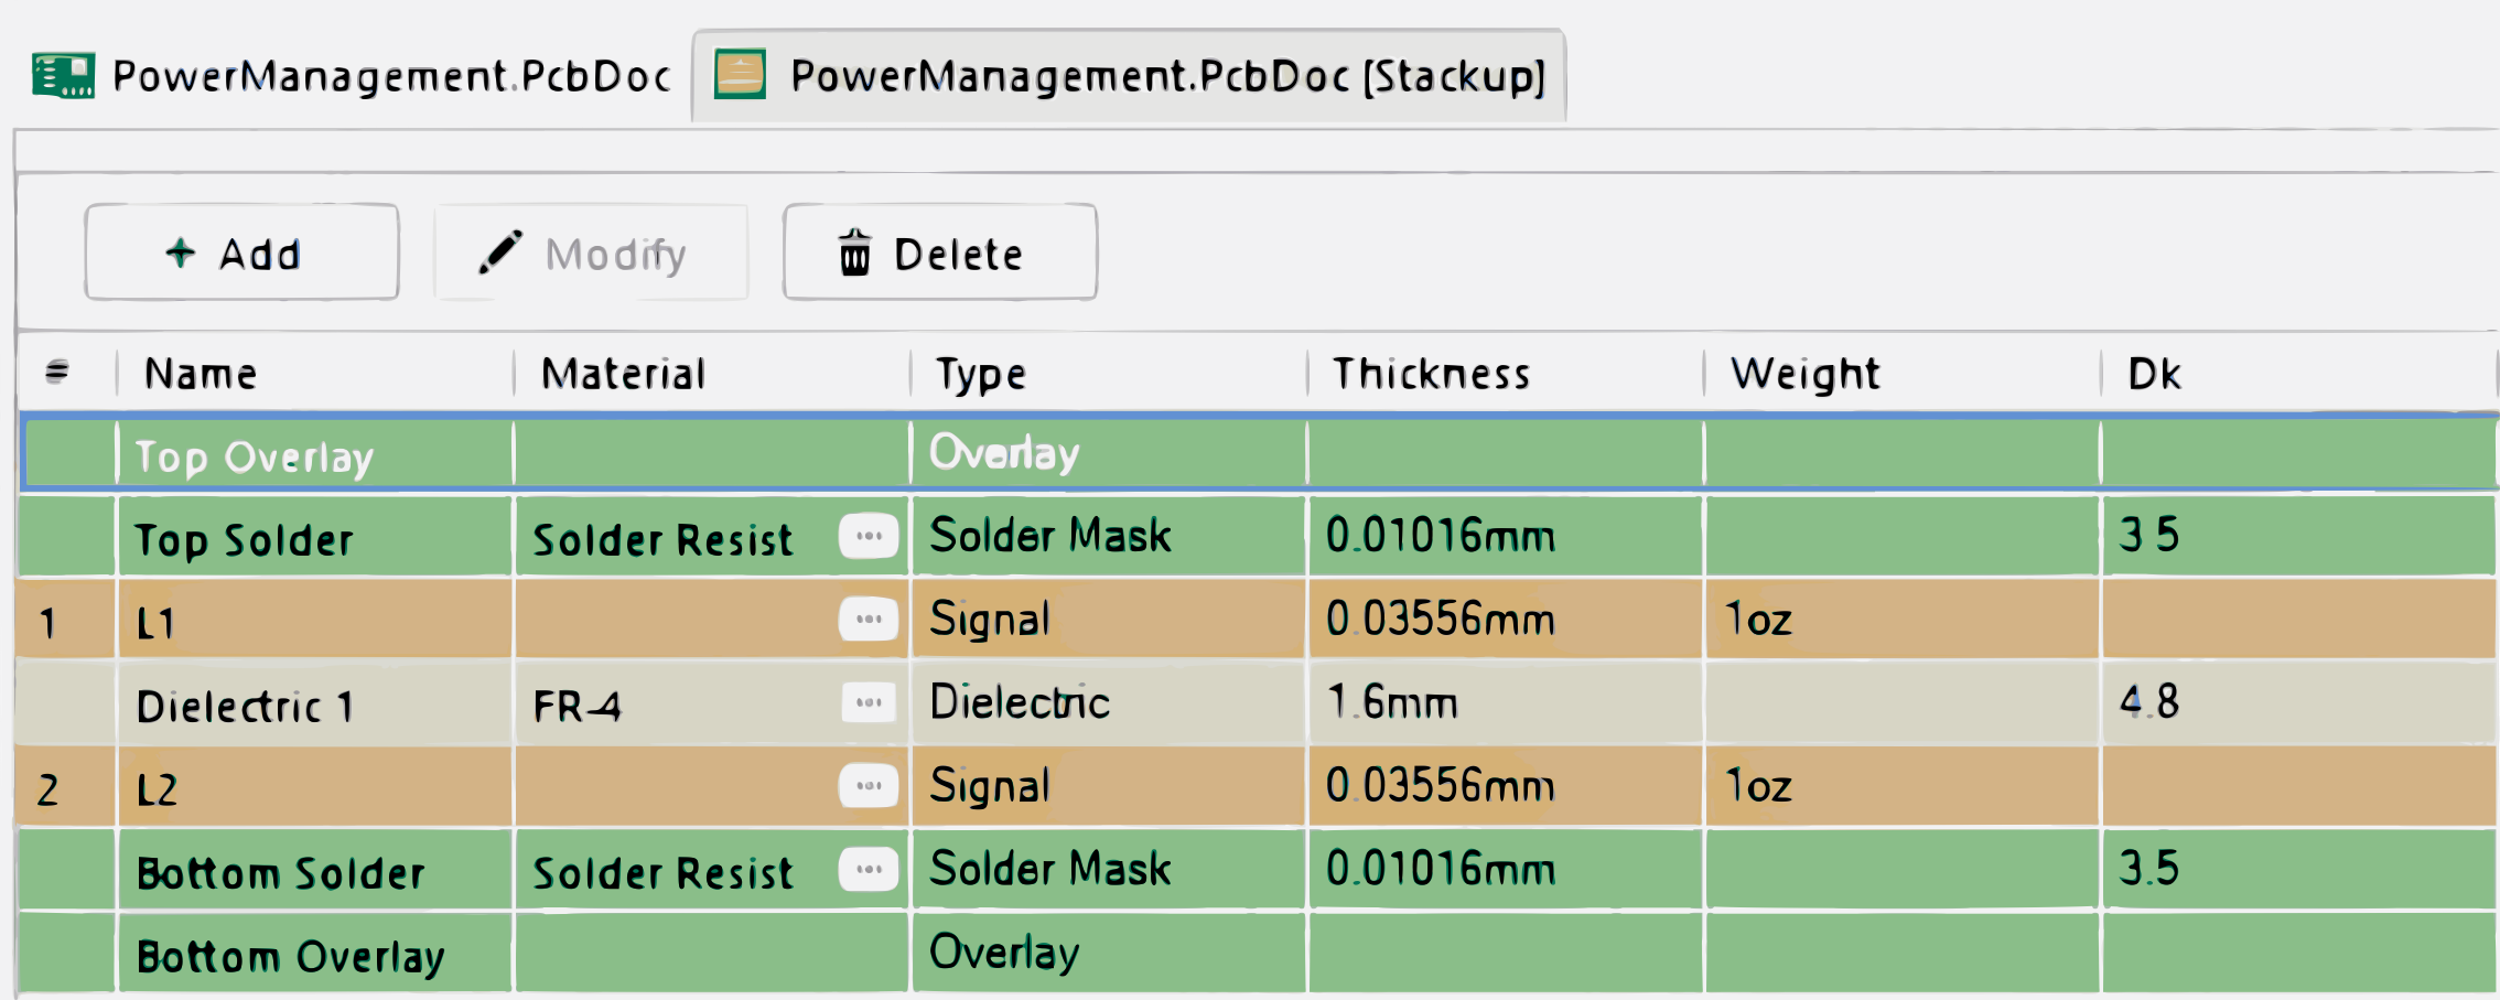 PowerManagement.PcbDoc PowerManagement.PcbDoc [Stackup]
Add Modify Delete
# Name Material Type Thickness Weight Dk
Top Overlay Overlay
Top Solder Solder Resist ... Solder Mask 0.01016mm 3.5
1 L1 ... Signal 0.03556mm 1oz
Dielectric 1 FR-4 ... Dielectric 1.6mm 4.8
2 L2 ... Signal 0.03556mm 1oz
Bottom Solder Solder Resist ... Solder Mask 0.01016mm 3.5
Bottom Overlay Overlay